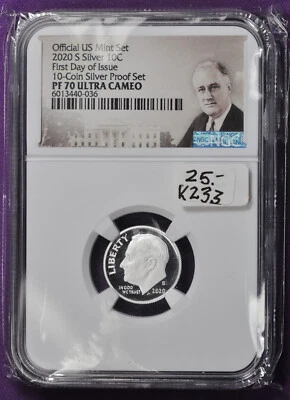 Official US Mint Set
2020 S Silver 10C
First Day of Issue
10-Coin Silver Proof Set
PF 70 ULTRA CAMEO
6013440-036
NGC
25.-
K233
LIBERTY
IN GOD
WE TRUST
S
2020